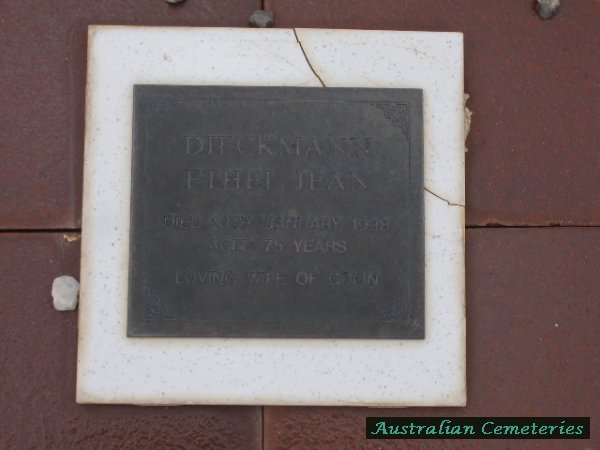 DIECKMANN
ETHEL JEAN
DIED 10TH JANUARY 1998
AGED 75 YEARS
LOVING WIFE OF COLIN
Australian Cemeteries